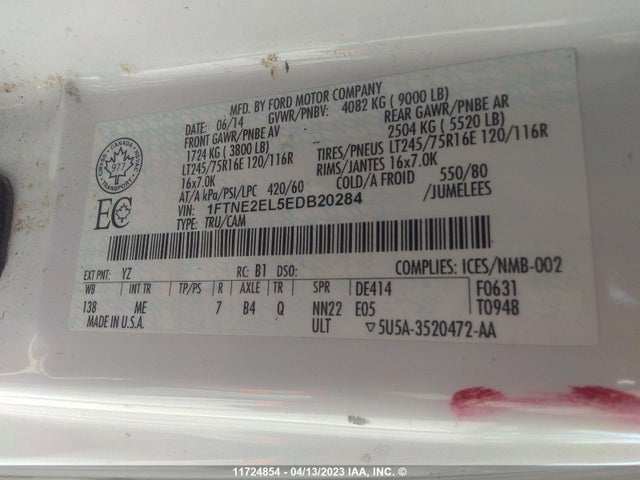 MFD. BY FORD MOTOR COMPANY
DATE: 06/14 GVWR/PNBV: 4082 KG ( 9000 LB)
FRONT GAWR/PNBE AV REAR GAWR/PNBE AR
1724 KG ( 3800 LB) 2504 KG ( 5520 LB)
LT245/75R16E 120/116R TIRES/PNEUS LT245/75R16E 120/116R
16x7.0K RIMS/JANTES 16x7.0K
AT/A kPa/PSI/LPC 420/60 -- COLD/A FROID 550/80
VIN: 1FTNE2EL5EDB20284 /JUMELEES
TYPE: TRU/CAM
CANADA
977
TRANSPORT
EC
EXT PNT: YZ RC: B1 DSO: COMPLIES: ICES/NMB-002
WB INT TR TP/PS R AXLE TR SPR DE414 F0631
138 ME 7 B4 Q NN22 E05 T0948
MADE IN U.S.A. ULT ▽5U5A-3520472-AA
11724854 - 04/13/2023 IAA, INC. ©